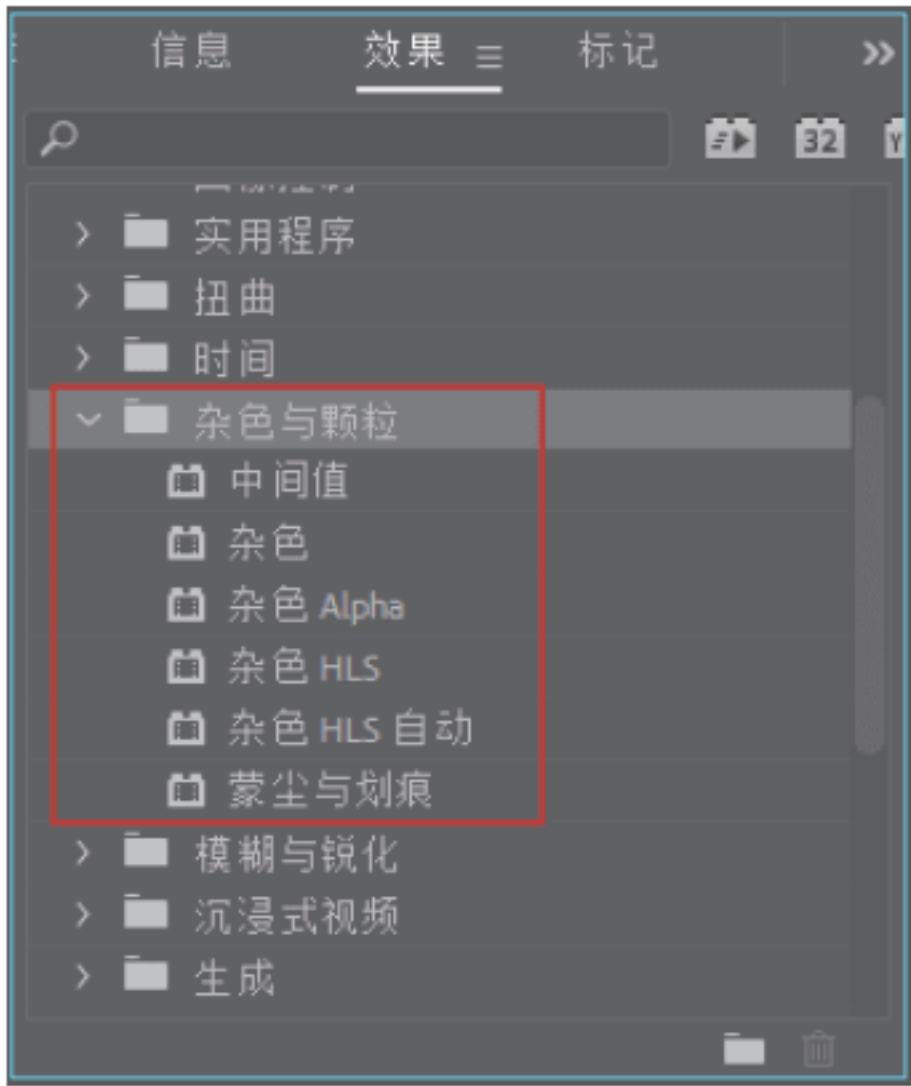 信息 效果 标记
32
实用程序
扭曲
时间
杂色与颗粒
中间值
杂色
杂色 Alpha
杂色 HLS
杂色 HLS 自动
蒙尘与划痕
模糊与锐化
沉浸式视频
生成